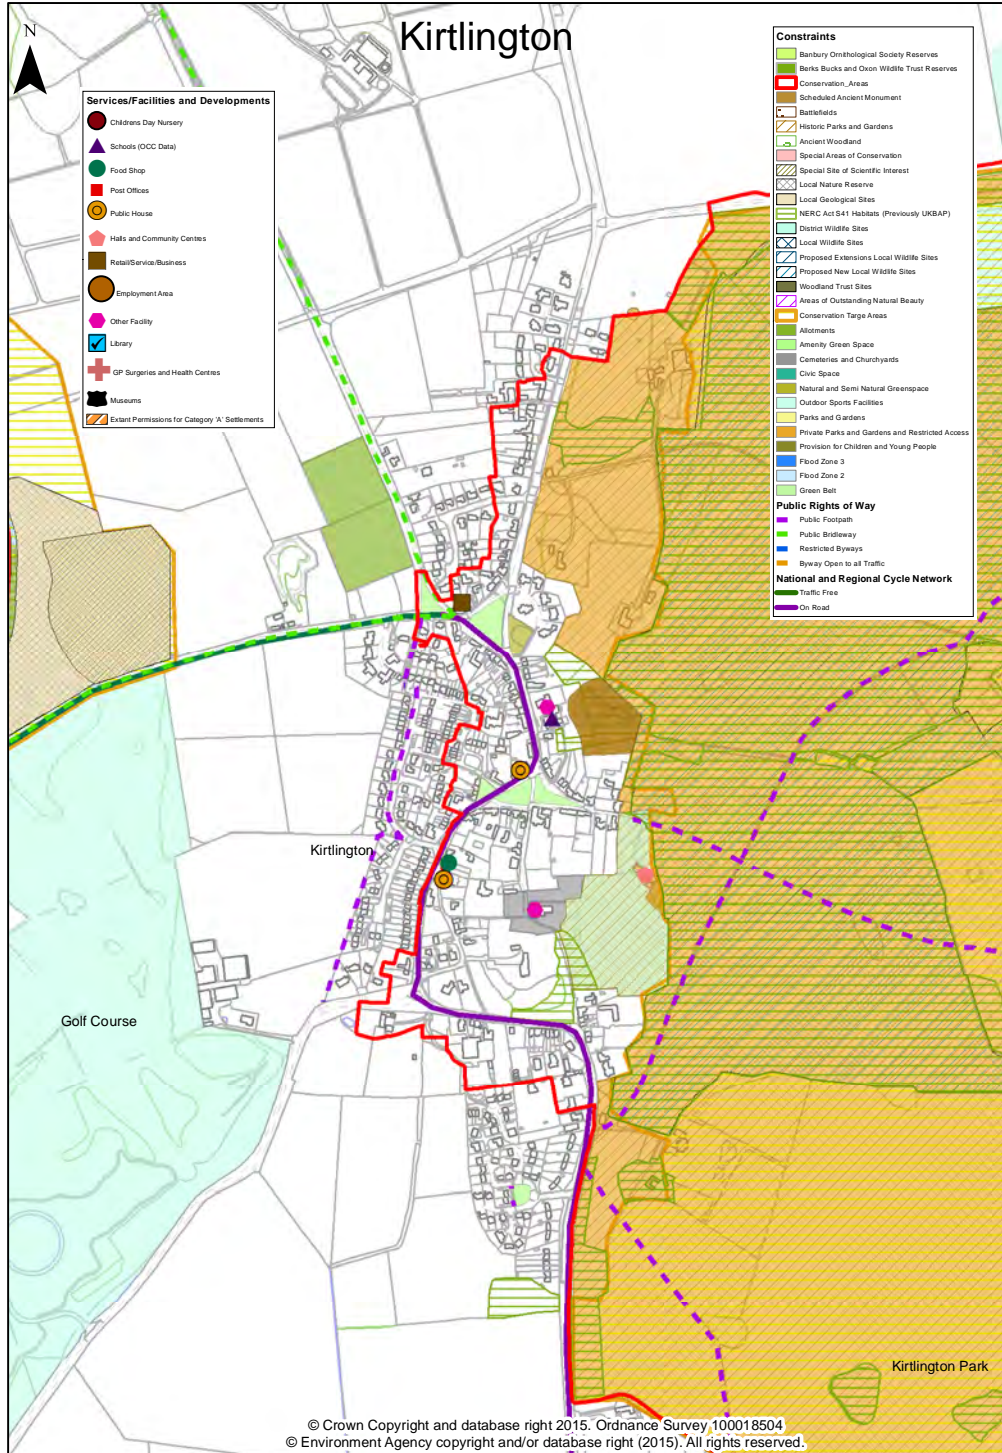 Kirtlington
N
Services/Facilities and Developments
Childrens Day Nursery
Schools (OCC Data)
Food Shop
Post Offices
Public House
Halls and Community Centres
Retail/Service/Business
Employment Area
Other Facility
Library
GP Surgeries and Health Centres
Museums
Extant Permissions for Category 'A' Settlements
Constraints
Banbury Ornithological Society Reserves
Berks Bucks and Oxon Wildlife Trust Reserves
Conservation_Areas
Scheduled Ancient Monument
Battlefields
Historic Parks and Gardens
Ancient Woodland
Special Areas of Conservation
Special Site of Scientific Interest
Local Nature Reserve
Local Geological Sites
NERC Act S41 Habitats (Previously UKBAP)
District Wildlife Sites
Local Wildlife Sites
Proposed Extensions Local Wildlife Sites
Proposed New Local Wildlife Sites
Woodland Trust Sites
Areas of Outstanding Natural Beauty
Conservation Targe Areas
Allotments
Amenity Green Space
Cemeteries and Churchyards
Civic Space
Natural and Semi Natural Greenspace
Outdoor Sports Facilities
Parks and Gardens
Private Parks and Gardens and Restricted Access
Provision for Children and Young People
Flood Zone 3
Flood Zone 2
Green Belt
Public Rights of Way
Public Footpath
Public Bridleway
Restricted Byways
Byway Open to all Traffic
National and Regional Cycle Network
Traffic Free
On Road
Kirtlington
Golf Course
Kirtlington Park
© Crown Copyright and database right 2015. Ordnance Survey 100018504
© Environment Agency copyright and/or database right (2015). All rights reserved.